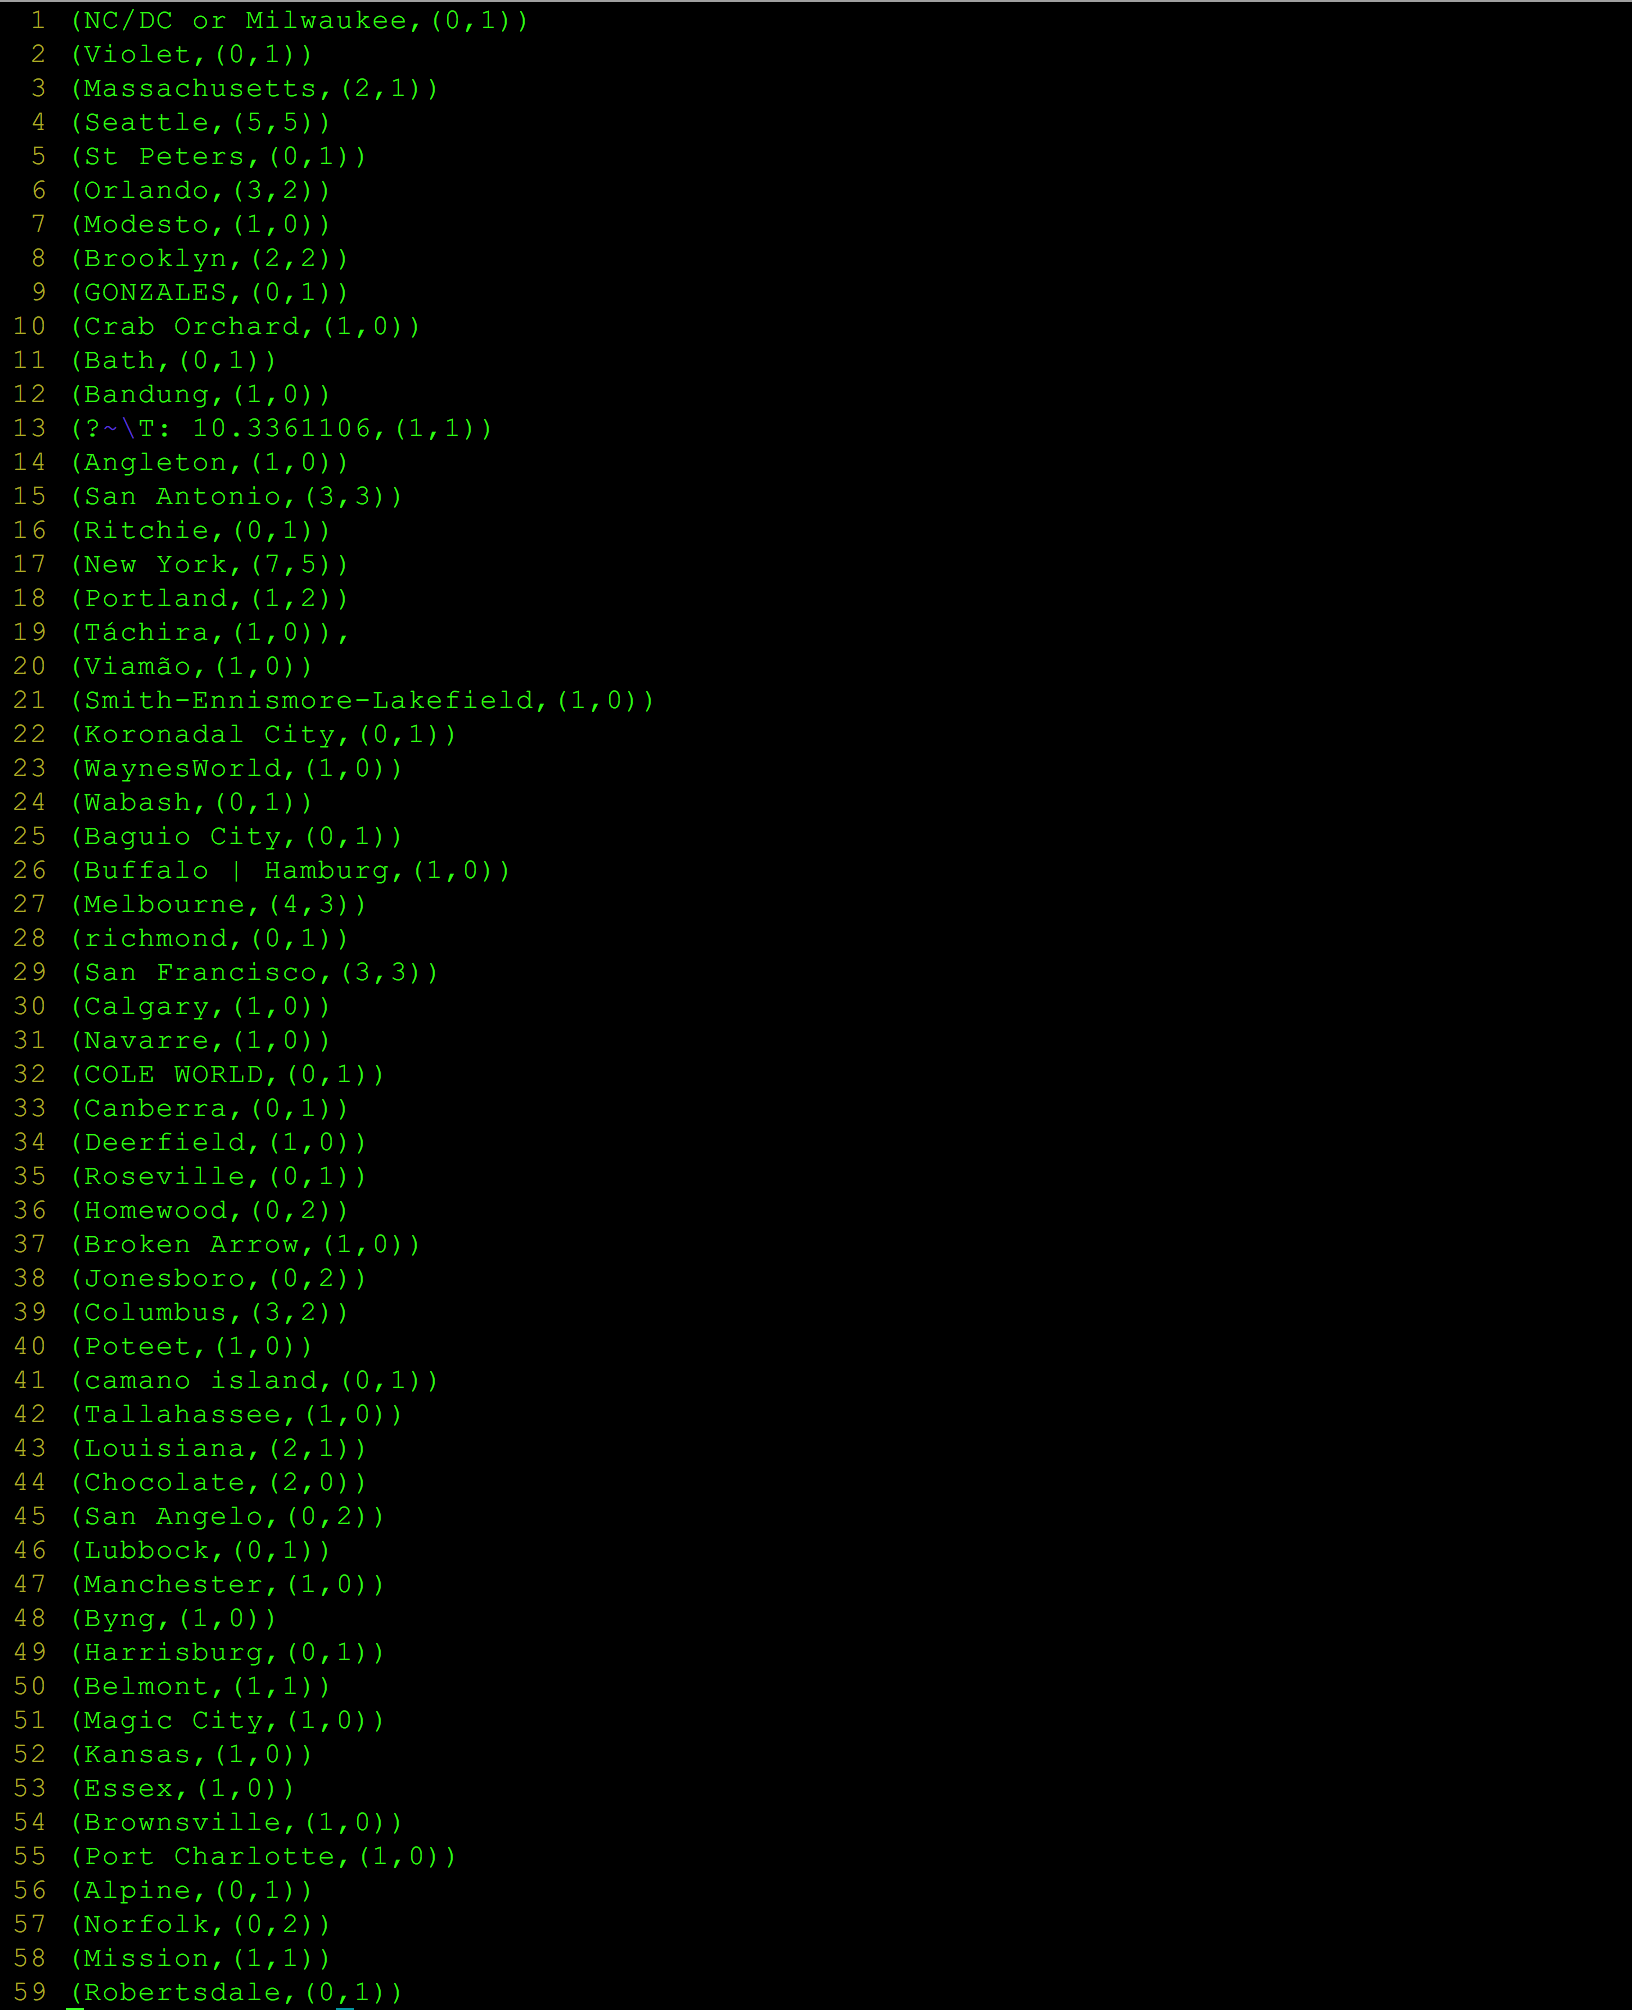 1 (NC/DC or Milwaukee,(0,1))
2 (Violet,(0,1))
3 (Massachusetts,(2,1))
4 (Seattle,(5,5))
5 (St Peters,(0,1))
6 (Orlando,(3,2))
7 (Modesto,(1,0))
8 (Brooklyn,(2,2))
9 (GONZALES,(0,1))
10 (Crab Orchard,(1,0))
11 (Bath,(0,1))
12 (Bandung,(1,0))
13 (?~\T: 10.3361106,(1,1))
14 (Angleton,(1,0))
15 (San Antonio,(3,3))
16 (Ritchie,(0,1))
17 (New York,(7,5))
18 (Portland,(1,2))
19 (Táchira,(1,0)),
20 (Viamão,(1,0))
21 (Smith-Ennismore-Lakefield,(1,0))
22 (Koronadal City,(0,1))
23 (WaynesWorld,(1,0))
24 (Wabash,(0,1))
25 (Baguio City,(0,1))
26 (Buffalo | Hamburg,(1,0))
27 (Melbourne,(4,3))
28 (richmond,(0,1))
29 (San Francisco,(3,3))
30 (Calgary,(1,0))
31 (Navarre,(1,0))
32 (COLE WORLD,(0,1))
33 (Canberra,(0,1))
34 (Deerfield,(1,0))
35 (Roseville,(0,1))
36 (Homewood,(0,2))
37 (Broken Arrow,(1,0))
38 (Jonesboro,(0,2))
39 (Columbus,(3,2))
40 (Poteet,(1,0))
41 (camano island,(0,1))
42 (Tallahassee,(1,0))
43 (Louisiana,(2,1))
44 (Chocolate,(2,0))
45 (San Angelo,(0,2))
46 (Lubbock,(0,1))
47 (Manchester,(1,0))
48 (Byng,(1,0))
49 (Harrisburg,(0,1))
50 (Belmont,(1,1))
51 (Magic City,(1,0))
52 (Kansas,(1,0))
53 (Essex,(1,0))
54 (Brownsville,(1,0))
55 (Port Charlotte,(1,0))
56 (Alpine,(0,1))
57 (Norfolk,(0,2))
58 (Mission,(1,1))
59 (Robertsdale,(0,1))